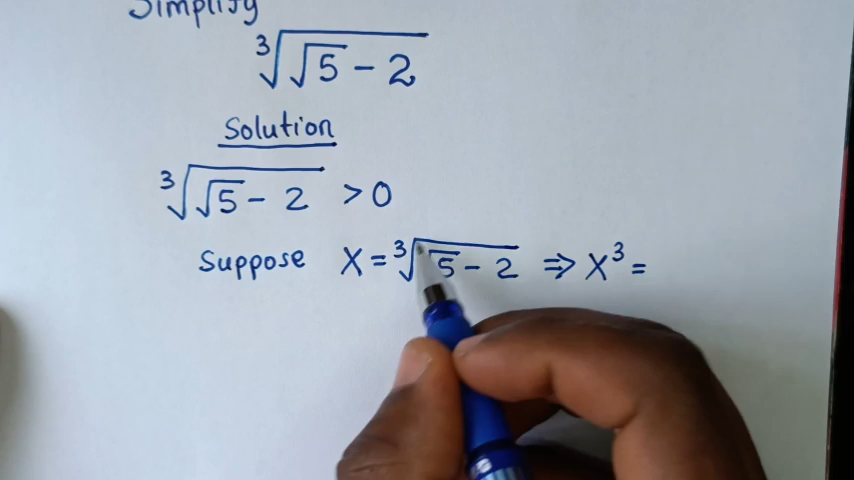 Simplify
∛(√5 - 2)
Solution
∛(√5 - 2) > 0
Suppose X = ∛(√5 - 2) ⇒ X³ =